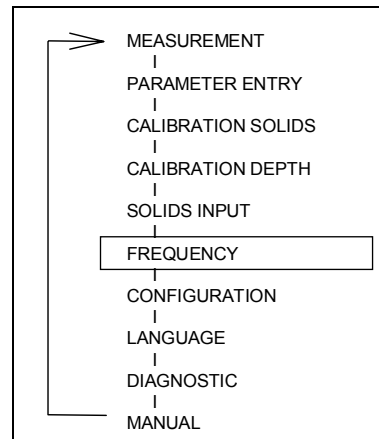 MEASUREMENT
PARAMETER ENTRY
CALIBRATION SOLIDS
CALIBRATION DEPTH
SOLIDS INPUT
FREQUENCY
CONFIGURATION
LANGUAGE
DIAGNOSTIC
MANUAL